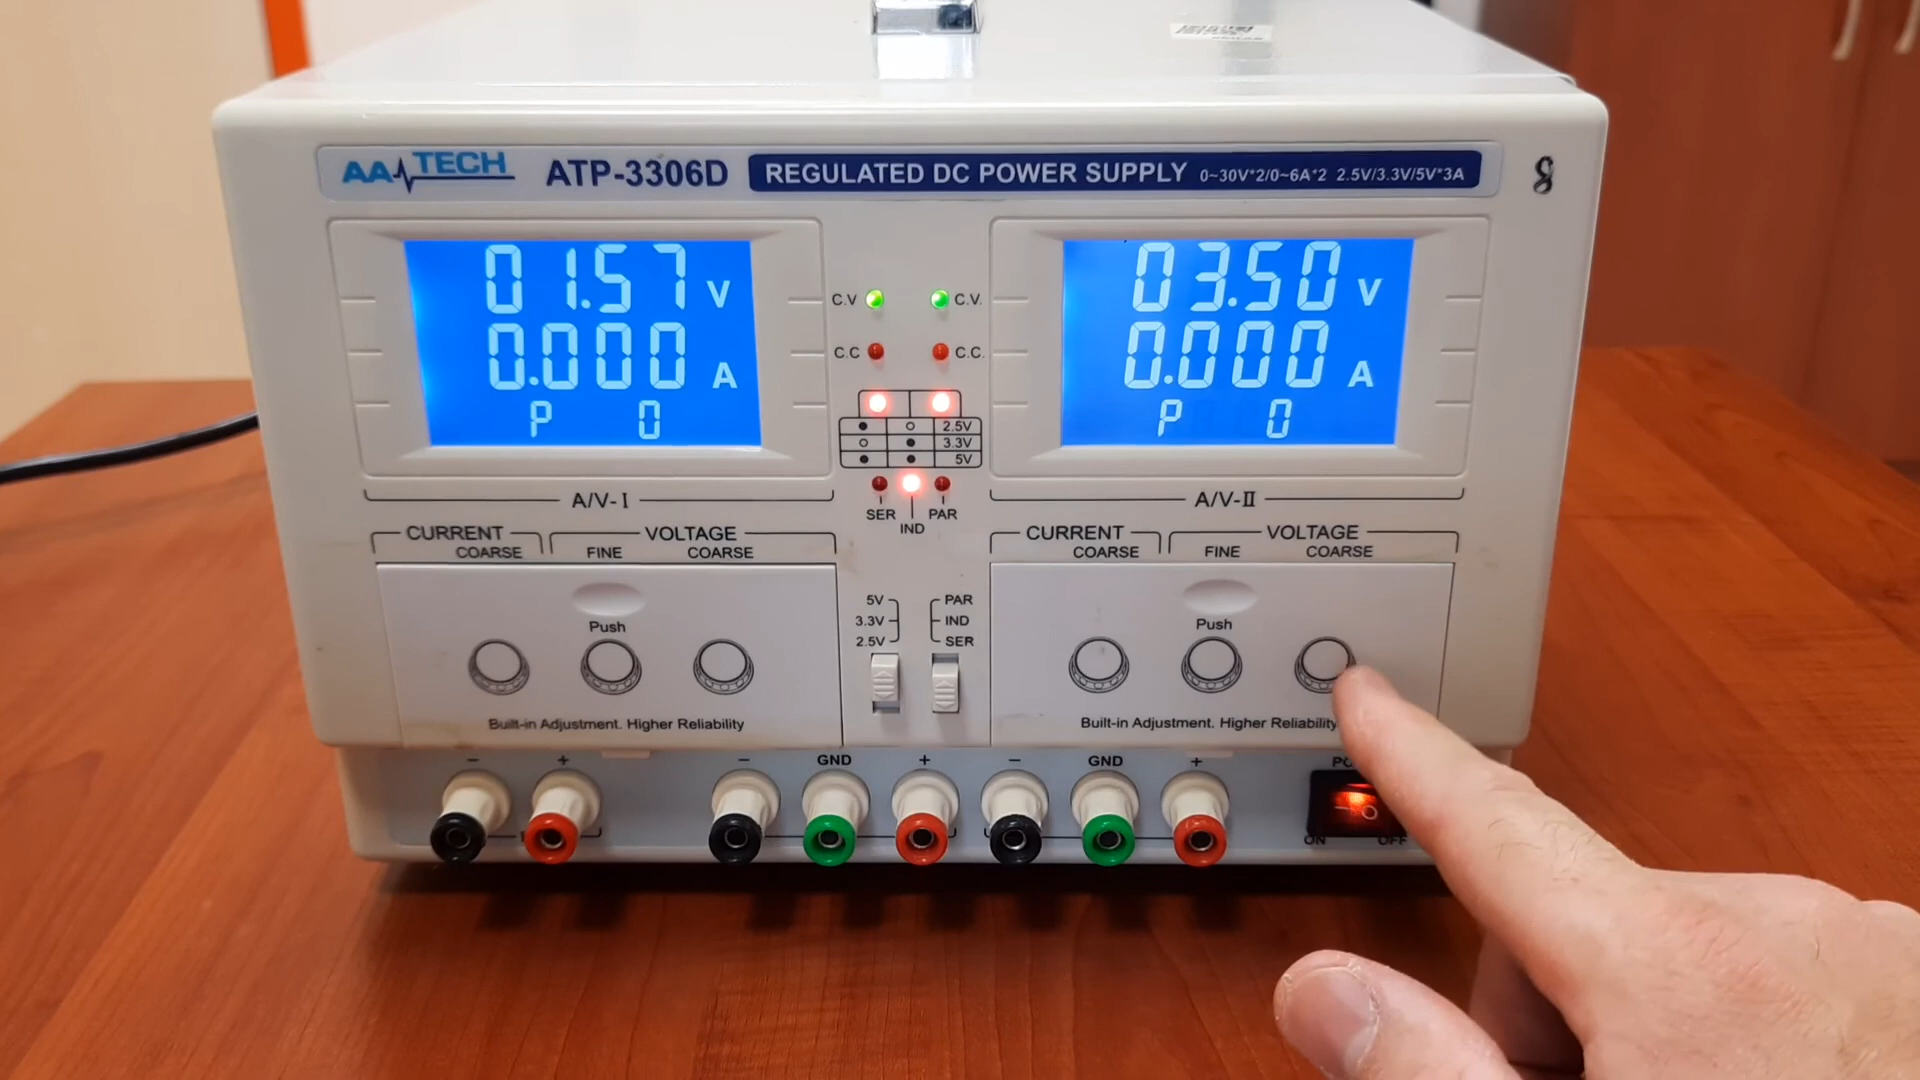 AA TECH ATP-3306D REGULATED DC POWER SUPPLY 0~30V*2/0~6A*2 2.5V/3.3V/5V*3A
8
01.57 V
0.000 A
P 0
03.50 V
0.000 A
P 0
C.V C.V.
C.C C.C.
2.5V
3.3V
5V
SER IND PAR
A/V-I
A/V-II
CURRENT VOLTAGE
COARSE FINE COARSE
CURRENT VOLTAGE
COARSE FINE COARSE
Push
Built-in Adjustment. Higher Reliability
5V
3.3V
2.5V
PAR
IND
SER
Push
Built-in Adjustment. Higher Reliability
- + - GND + - GND +
ON OFF